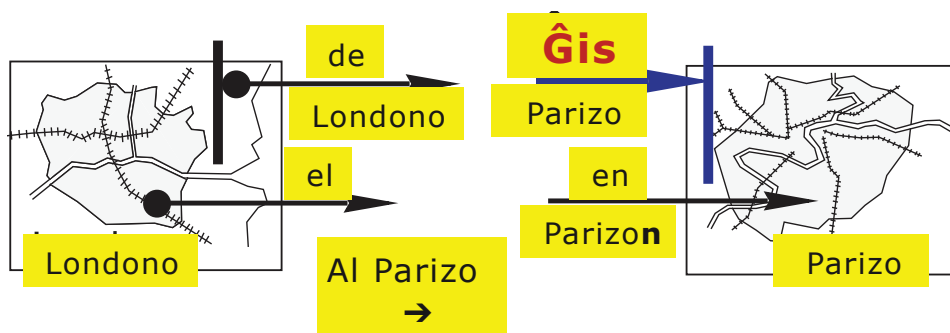 de
Londono
el
Londono
Al Parizo
➔
Ĝis
Parizo
en
Parizon
Parizo